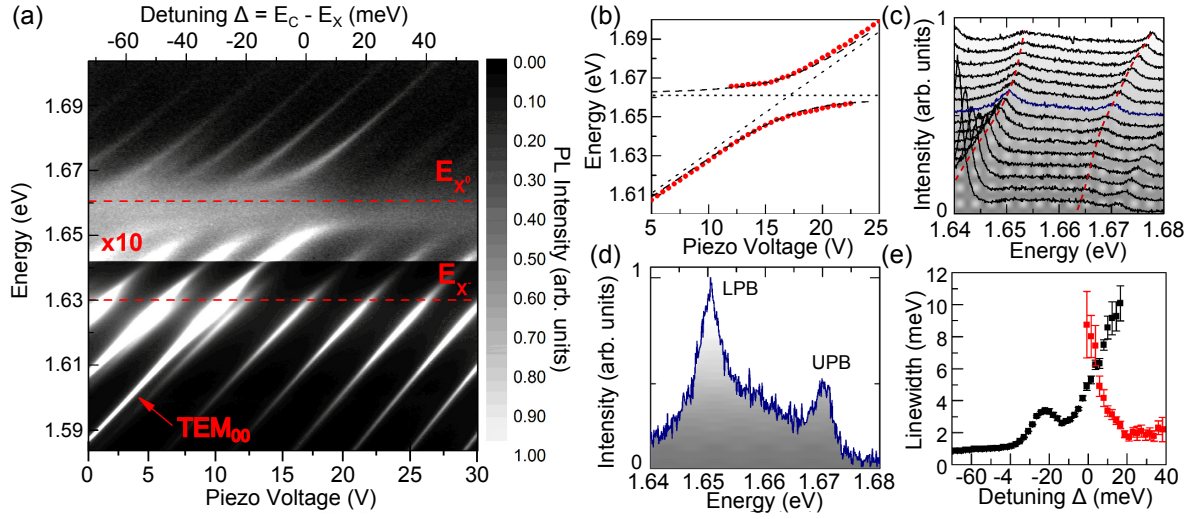 (a)
Detuning Δ = E_C - E_X (meV)
-60 -40 -20 0 20 40
Energy (eV)
1.69
1.67
1.65
1.63
1.61
1.59
E_X⁰
x10
E_X⁻
TEM₀₀
0 5 10 15 20 25 30
Piezo Voltage (V)
PL Intensity (arb. units)
0.00
0.10
0.20
0.30
0.40
0.50
0.60
0.70
0.80
0.90
1.00
(b)
Energy (eV)
1.69
1.67
1.65
1.63
1.61
5 10 15 20 25
Piezo Voltage (V)
(c)
Intensity (arb. units)
1
0
1.64 1.65 1.66 1.67 1.68
Energy (eV)
(d)
Intensity (arb. units)
1
0
LPB
UPB
1.64 1.65 1.66 1.67 1.68
Energy (eV)
(e)
Linewidth (meV)
12
10
8
6
4
2
0
-60 -40 -20 0 20 40
Detuning Δ (meV)